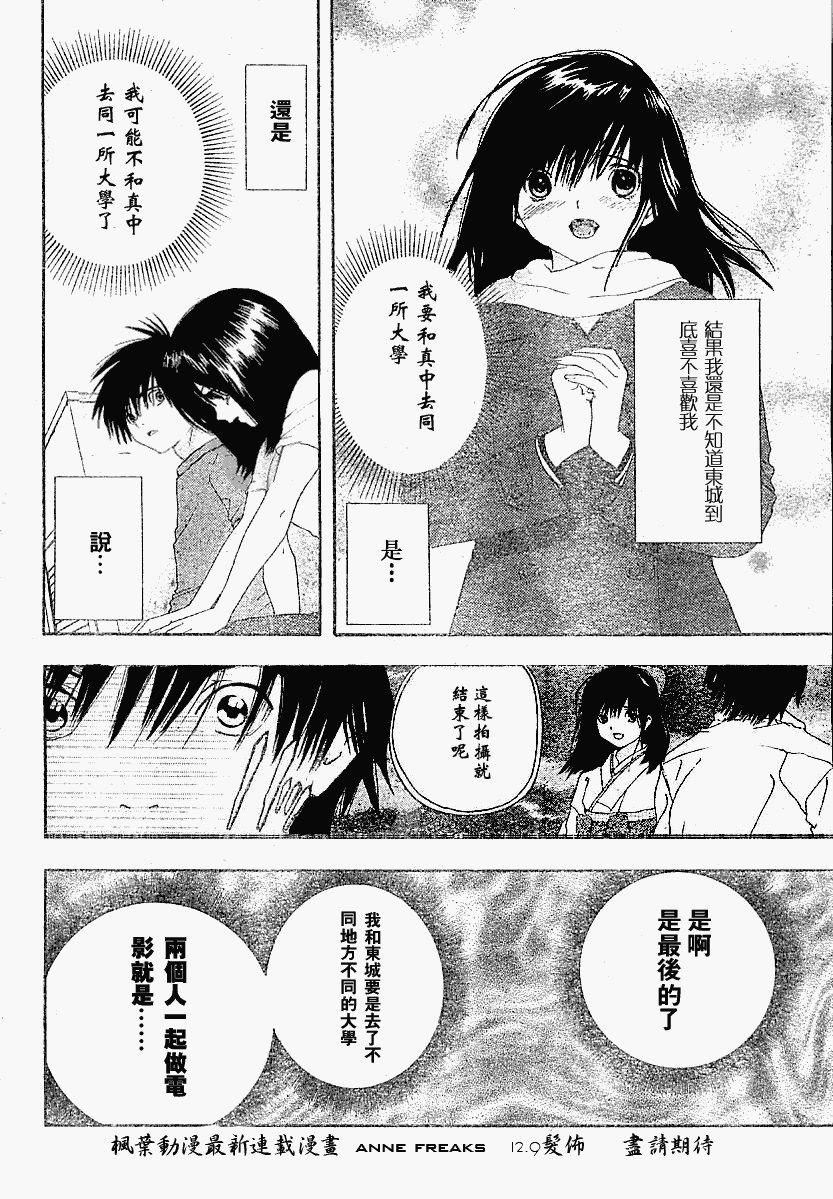 結果我還是不知道東城到
底喜不喜歡我
我要和真中去同
一所大學
是…
還是
我可能不和真中
去同一所大學了
說…
這樣拍攝就
結束了呢
是啊
是最後的了
我和東城要是去了不
同地方不同的大學
兩個人一起做電
影就是……
楓葉動漫最新連載漫畫 ANNE FREAKS 12.9髮佈 盡請期待